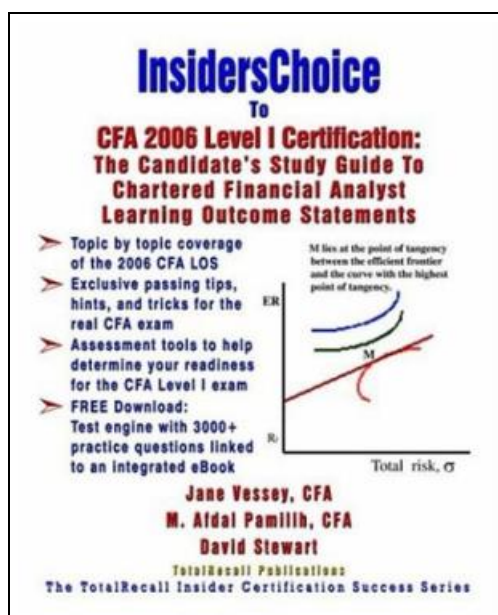 InsidersChoice
To
CFA 2006 Level I Certification:
The Candidate's Study Guide To
Chartered Financial Analyst
Learning Outcome Statements
Topic by topic coverage
of the 2006 CFA LOS
Exclusive passing tips,
hints, and tricks for the
real CFA exam
Assessment tools to help
determine your readiness
for the CFA Level I exam
FREE Download:
Test engine with 3000+
practice questions linked
to an integrated eBook
M lies at the point of tangency
between the efficient frontier
and the curve with the highest
point of tangency.
ER
M
Rf
Total risk, σ
Jane Vessey, CFA
M. Afdal Pamilih, CFA
David Stewart
TotalRecall Publications
The TotalRecall Insider Certification Success Series